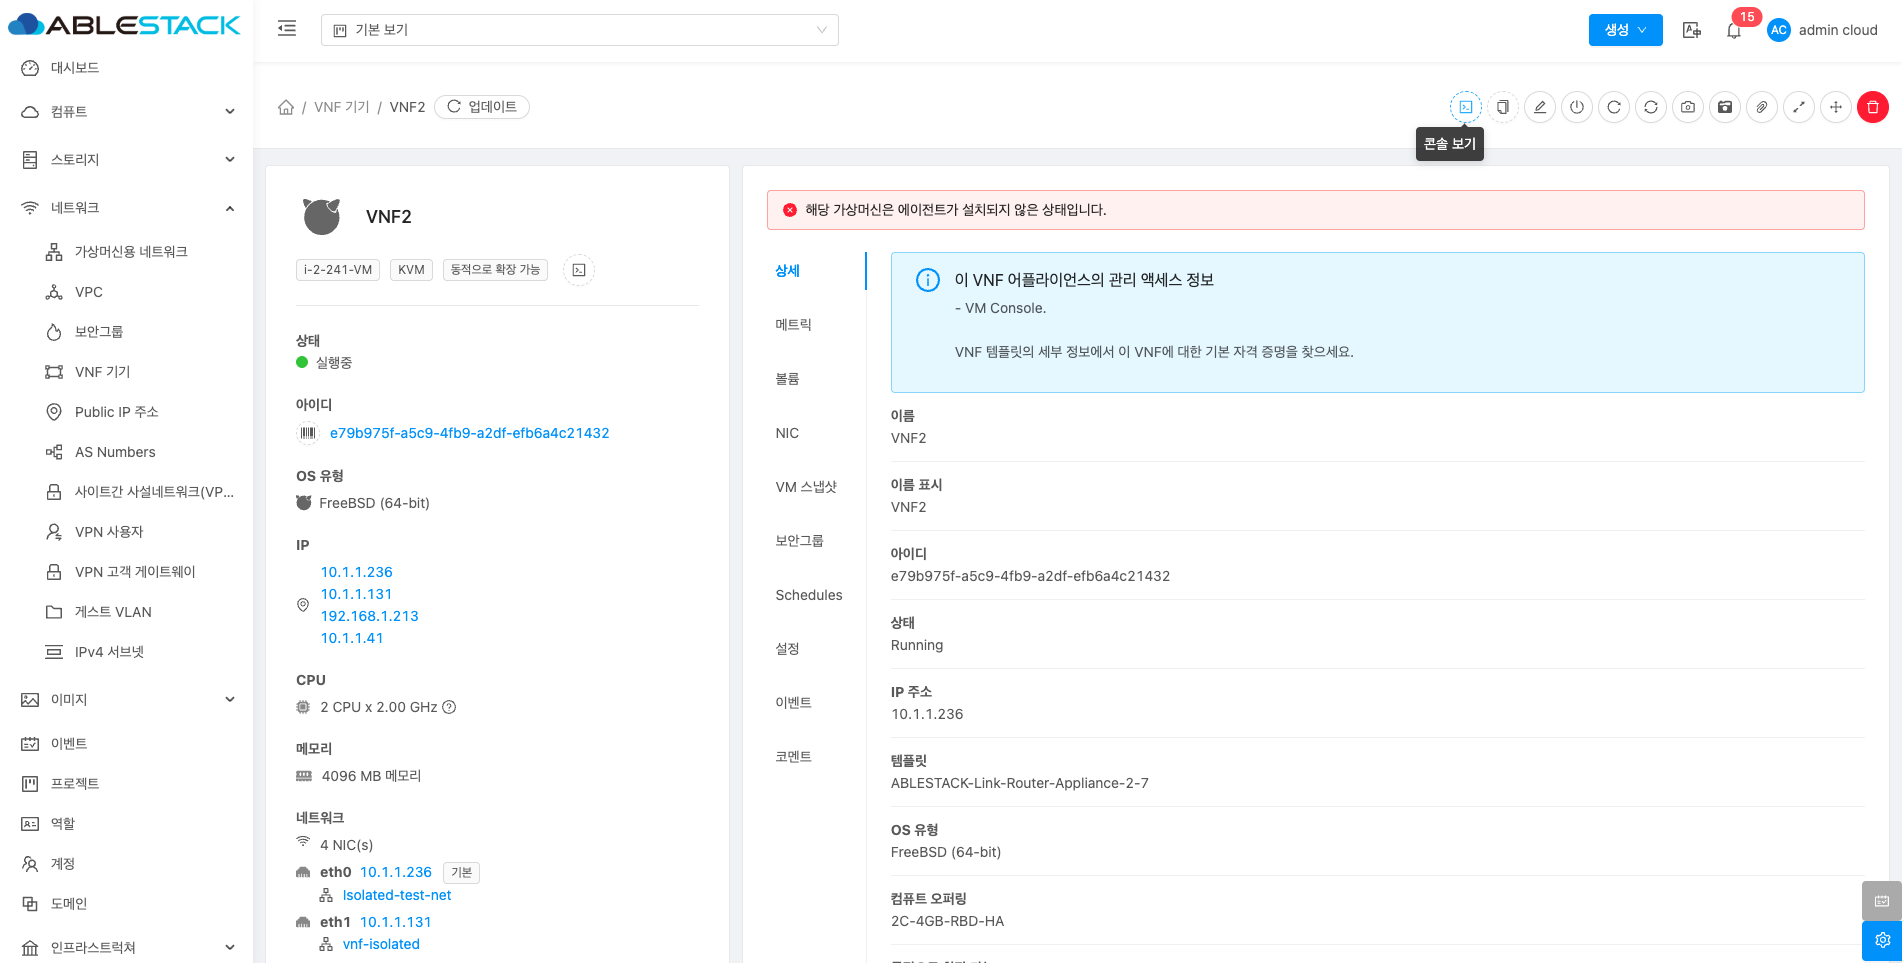 ABLESTACK
기본 보기
생성
15
AC
admin cloud
대시보드
컴퓨트
스토리지
네트워크
가상머신용 네트워크
VPC
보안그룹
VNF 기기
Public IP 주소
AS Numbers
사이트간 사설네트워크(VP...
VPN 사용자
VPN 고객 게이트웨이
게스트 VLAN
IPv4 서브넷
이미지
이벤트
프로젝트
역할
계정
도메인
인프라스트럭쳐
/ VNF 기기 / VNF2
업데이트
콘솔 보기
VNF2
i-2-241-VM
KVM
동적으로 확장 가능
상태
실행중
아이디
e79b975f-a5c9-4fb9-a2df-efb6a4c21432
OS 유형
FreeBSD (64-bit)
IP
10.1.1.236
10.1.1.131
192.168.1.213
10.1.1.41
CPU
2 CPU x 2.00 GHz
메모리
4096 MB 메모리
네트워크
4 NIC(s)
eth0 10.1.1.236 기본
Isolated-test-net
eth1 10.1.1.131
vnf-isolated
해당 가상머신은 에이전트가 설치되지 않은 상태입니다.
상세
메트릭
볼륨
NIC
VM 스냅샷
보안그룹
Schedules
설정
이벤트
코멘트
이 VNF 어플라이언스의 관리 액세스 정보
- VM Console.
VNF 템플릿의 세부 정보에서 이 VNF에 대한 기본 자격 증명을 찾으세요.
이름
VNF2
이름 표시
VNF2
아이디
e79b975f-a5c9-4fb9-a2df-efb6a4c21432
상태
Running
IP 주소
10.1.1.236
템플릿
ABLESTACK-Link-Router-Appliance-2-7
OS 유형
FreeBSD (64-bit)
컴퓨트 오퍼링
2C-4GB-RBD-HA